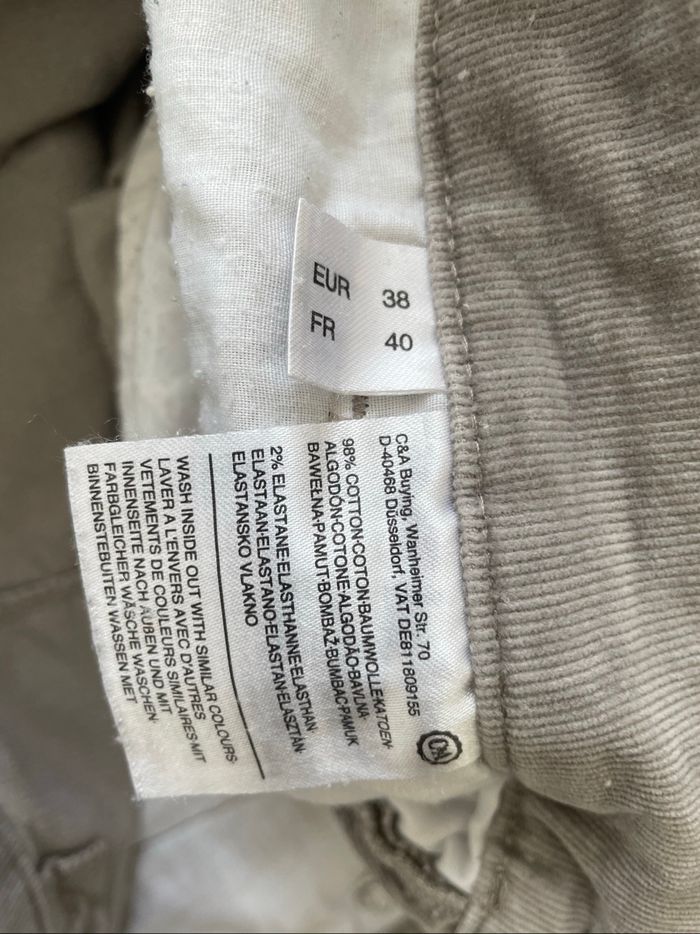 EUR 38
FR 40
C&A Buying, Wanheimer Str. 70
D-40468 Düsseldorf, VAT DE811809155
C&A
98% COTTON·COTON·BAUMWOLLE·KATOEN·
ALGODÓN·COTONE·ALGODÃO·BAVLNA·
BAWEŁNA·PAMUT·BOMBAŽ·BUMBAC·PAMUK
2% ELASTANE·ELASTHANNE·ELASTHAN·
ELASTAAN·ELASTANO·ELASTAN·ELASZTÁN·
ELASTANSKO VLAKNO
WASH INSIDE OUT WITH SIMILAR COLOURS·
LAVER A L'ENVERS AVEC D'AUTRES
VETEMENTS DE COULEURS SIMILAIRES·MIT
INNENSEITE NACH AUßEN UND MIT
FARBGLEICHER WÄSCHE WASCHEN·
BINNENSTEBUITEN WASSEN MET